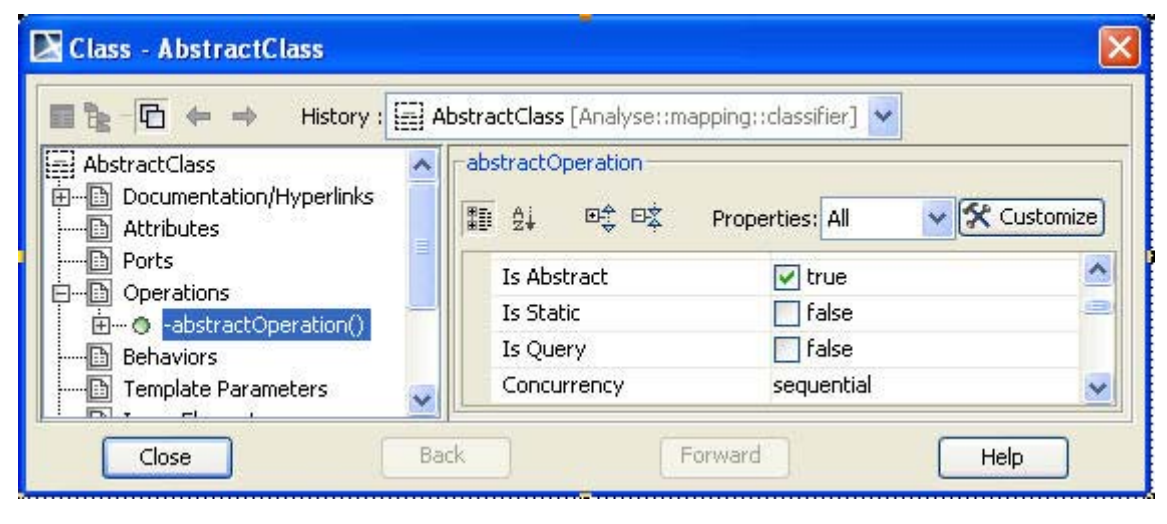 Class - AbstractClass
History : AbstractClass [Analyse::mapping::classifier]
AbstractClass
Documentation/Hyperlinks
Attributes
Ports
Operations
-abstractOperation()
Behaviors
Template Parameters
abstractOperation
Properties: All Customize
Is Abstract true
Is Static false
Is Query false
Concurrency sequential
Close Back Forward Help